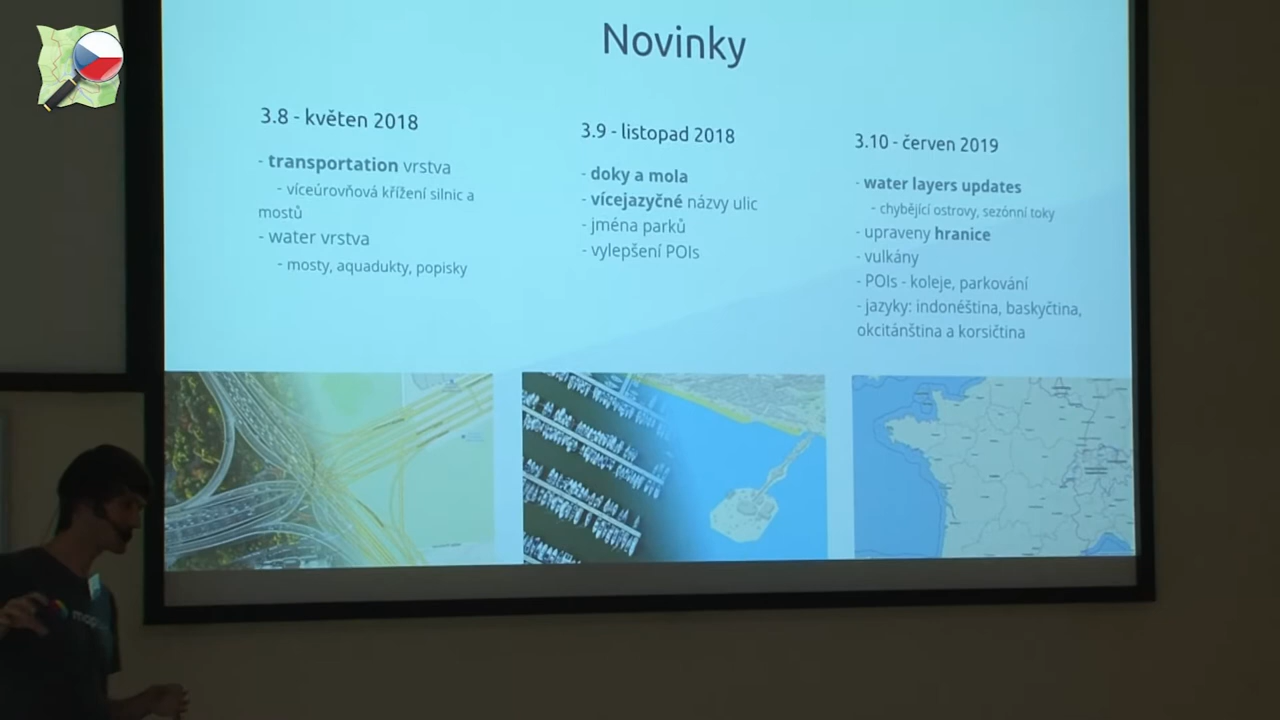 Novinky
3.8 - květen 2018
- transportation vrstva
- víceúrovňová křížení silnic a
mostů
- water vrstva
- mosty, aquadukty, popisky
3.9 - listopad 2018
- doky a mola
- vícejazyčné názvy ulic
- jména parků
- vylepšení POIs
3.10 - červen 2019
- water layers updates
- chybějící ostrovy, sezónní toky
- upraveny hranice
- vulkány
- POIs - koleje, parkování
- jazyky: indonéština, baskyčtina,
okcitánština a korsičtina